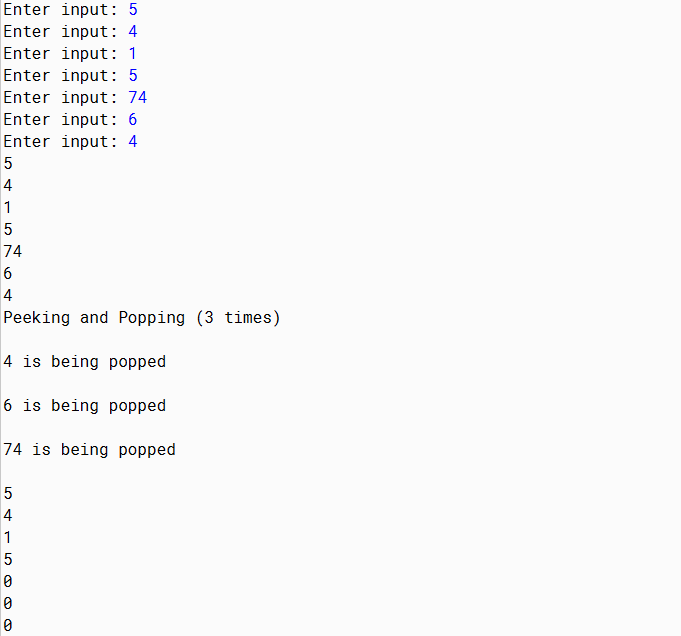 Enter input: 5
Enter input: 4
Enter input: 1
Enter input: 5
Enter input: 74
Enter input: 6
Enter input: 4
5
4
1
5
74
6
4
Peeking and Popping (3 times)
4 is being popped
6 is being popped
74 is being popped
5
4
1
5
0
0
0